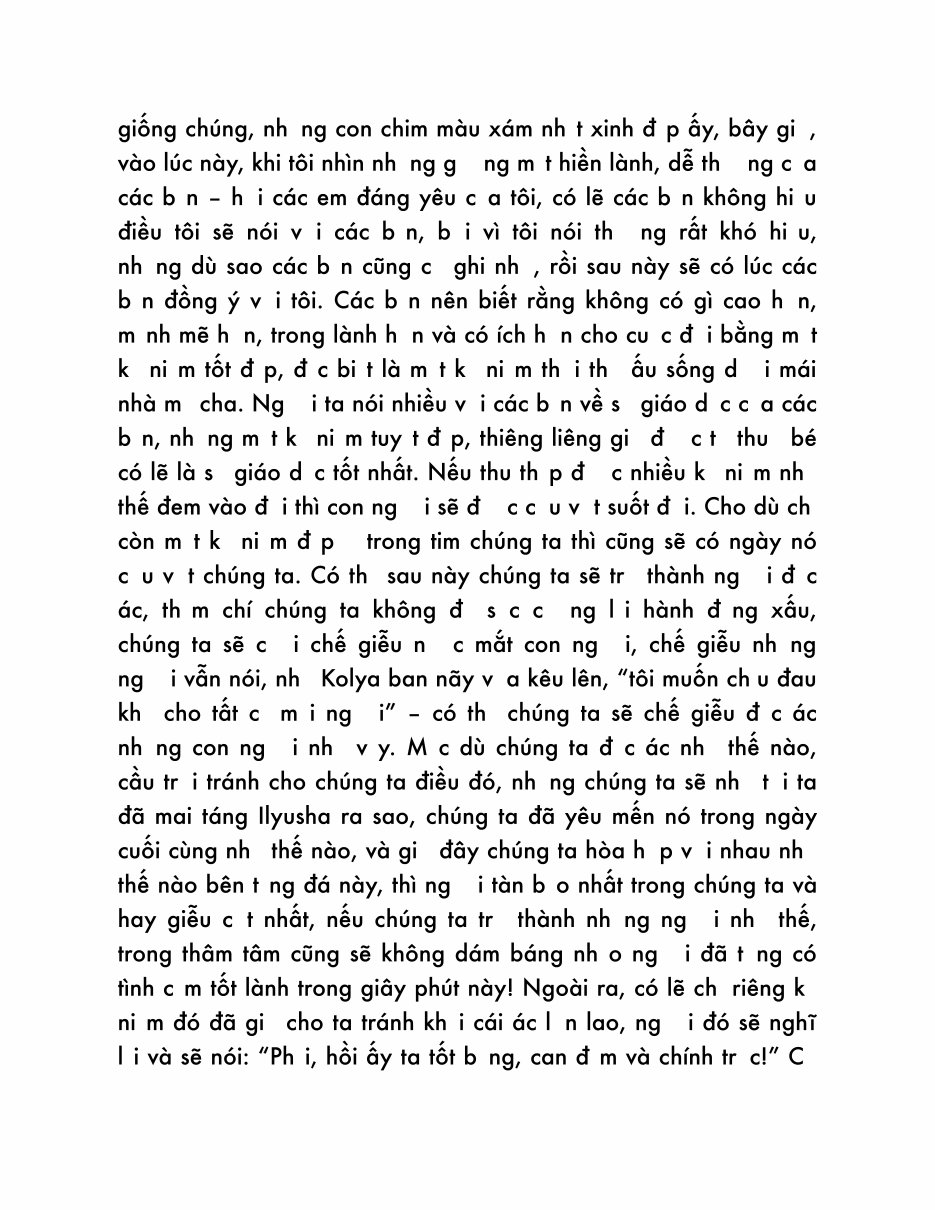 giống chúng, nh ng con chim màu xám nh t xinh đ p ấy, bây gi ,
vào lúc này, khi tôi nhìn nh ng g ng m t hiền lành, dễ th ng c a
các b n – h i các em đáng yêu c a tôi, có lẽ các b n không hi u
điều tôi sẽ nói v i các b n, b i vì tôi nói th ng rất khó hi u,
nh ng dù sao các b n cũng c ghi nh , rồi sau này sẽ có lúc các
b n đồng ý v i tôi. Các b n nên biết rằng không có gì cao h n,
m nh mẽ h n, trong lành h n và có ích h n cho cu c đ i bằng m t
k ni m tốt đ p, đ c bi t là m t k ni m th i th ấu sống d i mái
nhà m cha. Ng i ta nói nhiều v i các b n về s giáo d c c a các
b n, nh ng m t k ni m tuy t đ p, thiêng liêng gi đ c t thu bé
có lẽ là s giáo d c tốt nhất. Nếu thu th p đ c nhiều k ni m nh
thế đem vào đ i thì con ng i sẽ đ c c u v t suốt đ i. Cho dù ch
còn m t k ni m đ p trong tim chúng ta thì cũng sẽ có ngày nó
c u v t chúng ta. Có th sau này chúng ta sẽ tr thành ng i đ c
ác, th m chí chúng ta không đ s c c ng l i hành đ ng xấu,
chúng ta sẽ c i chế giễu n c mắt con ng i, chế giễu nh ng
ng i vẫn nói, nh Kolya ban nãy v a kêu lên, “tôi muốn ch u đau
kh cho tất c m i ng i” – có th chúng ta sẽ chế giễu đ c ác
nh ng con ng i nh v y. M c dù chúng ta đ c ác nh thế nào,
cầu tr i tránh cho chúng ta điều đó, nh ng chúng ta sẽ nh t i ta
đã mai táng Ilyusha ra sao, chúng ta đã yêu mến nó trong ngày
cuối cùng nh thế nào, và gi đây chúng ta hòa h p v i nhau nh
thế nào bên t ng đá này, thì ng i tàn b o nhất trong chúng ta và
hay giễu c t nhất, nếu chúng ta tr thành nh ng ng i nh thế,
trong thâm tâm cũng sẽ không dám báng nh o ng i đã t ng có
tình c m tốt lành trong giây phút này! Ngoài ra, có lẽ ch riêng k
ni m đó đã gi cho ta tránh kh i cái ác l n lao, ng i đó sẽ nghĩ
l i và sẽ nói: “Ph i, hồi ấy ta tốt b ng, can đ m và chính tr c!” C